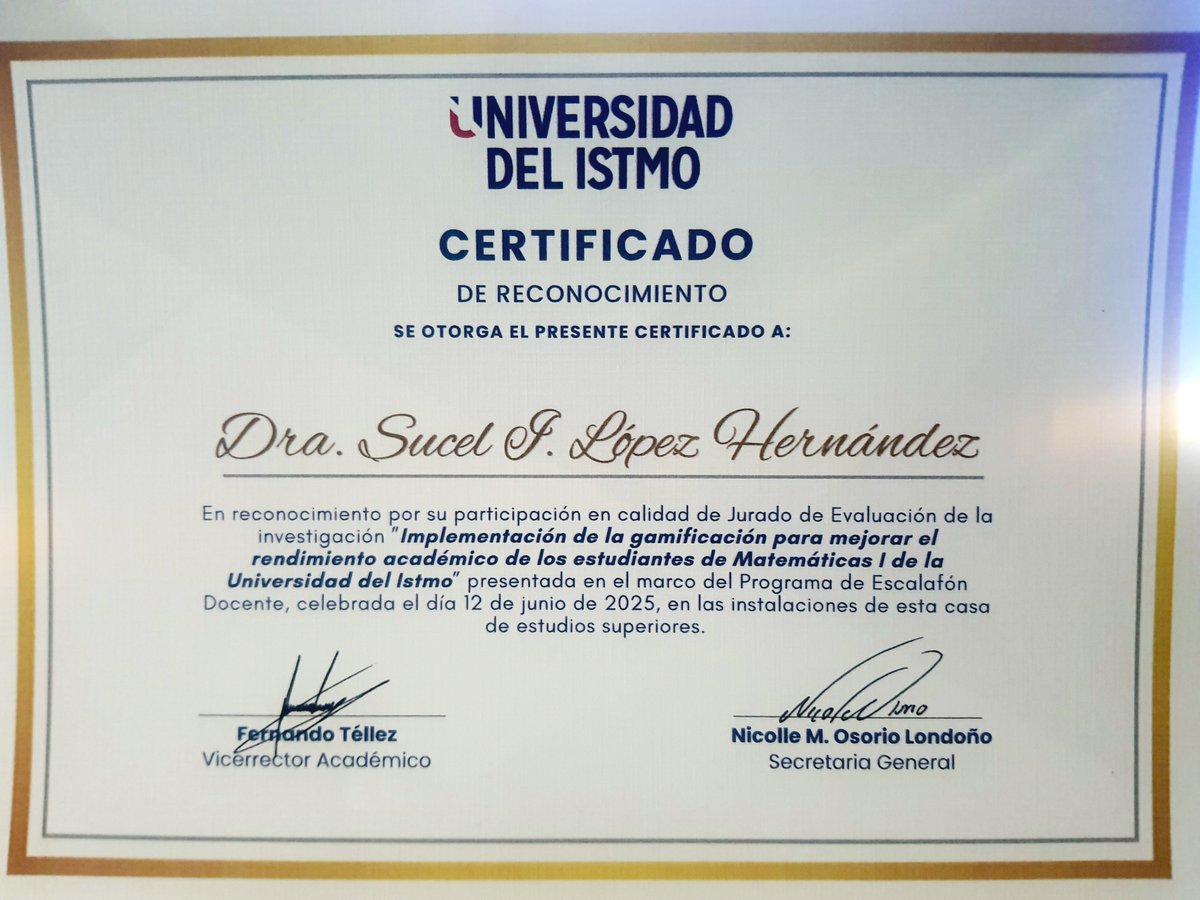 UNIVERSIDAD
DEL ISTMO
CERTIFICADO
DE RECONOCIMIENTO
SE OTORGA EL PRESENTE CERTIFICADO A:
Dra. Sucel I. López Hernández
En reconocimiento por su participación en calidad de Jurado de Evaluación de la
investigación "Implementación de la gamificación para mejorar el
rendimiento académico de los estudiantes de Matemáticas I de la
Universidad del Istmo" presentada en el marco del Programa de Escalafón
Docente, celebrada el día 12 de junio de 2025, en las instalaciones de esta casa
de estudios superiores.
Fernando Téllez
Vicerrector Académico
Nicolle M. Osorio Londoño
Secretaria General